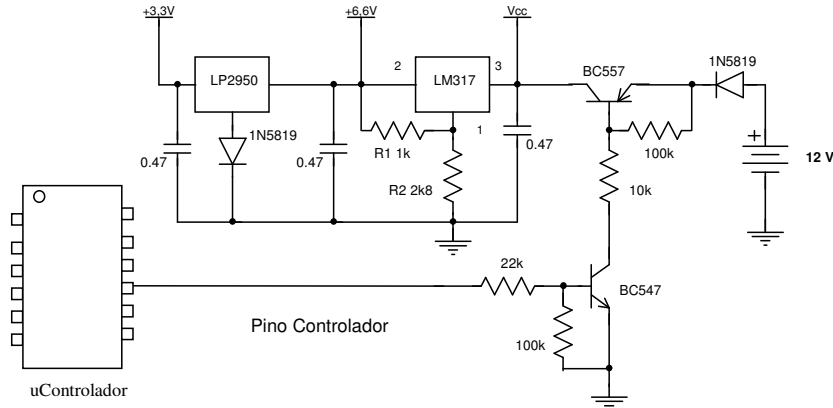 +3,3V
+6,6V
Vcc
LP2950
2
LM317
3
BC557
1N5819
1N5819
1
0.47
0.47
R1 1k
0.47
100k
+
12 V
R2 2k8
10k
22k
BC547
Pino Controlador
100k
uControlador